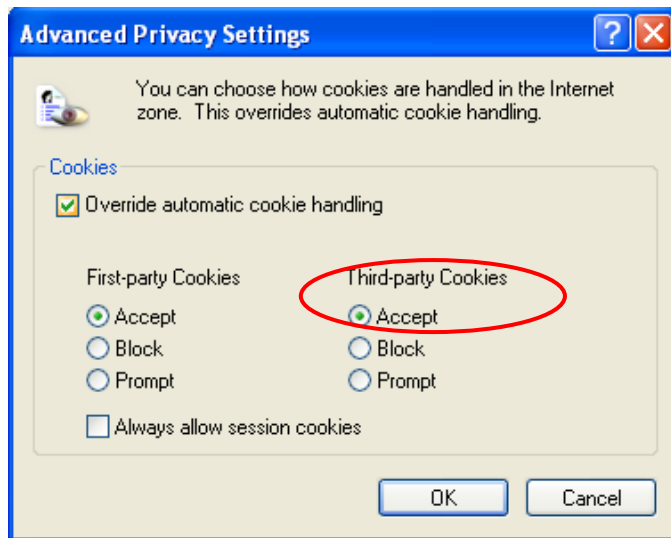 Advanced Privacy Settings
You can choose how cookies are handled in the Internet
zone. This overrides automatic cookie handling.
Cookies
Override automatic cookie handling
First-party Cookies
Third-party Cookies
Accept
Accept
Block
Block
Prompt
Prompt
Always allow session cookies
OK
Cancel